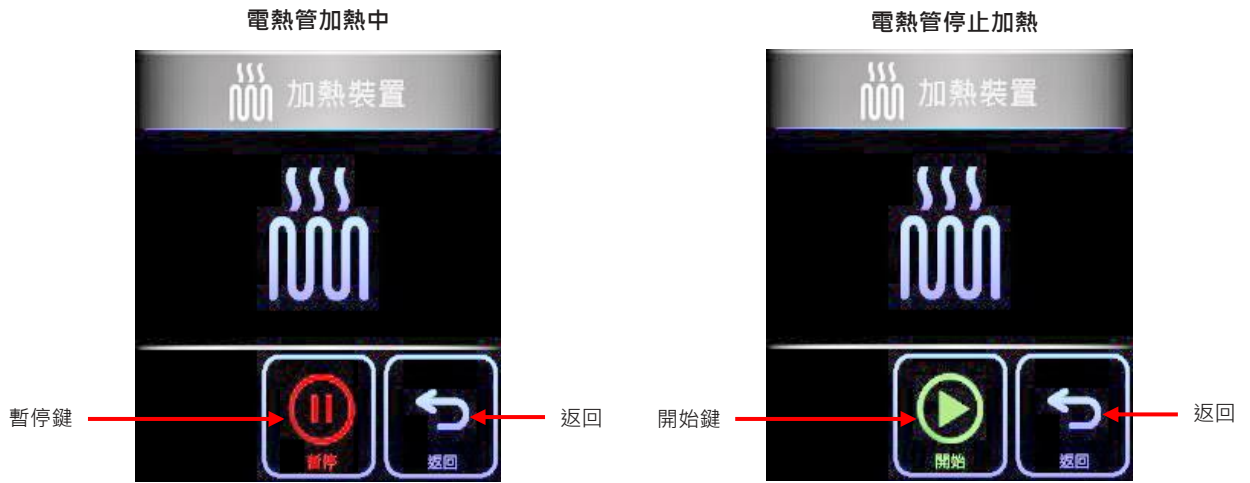 電熱管加熱中
加熱裝置
暫停鍵
暫停
返回
返回
電熱管停止加熱
加熱裝置
開始鍵
開始
返回
返回